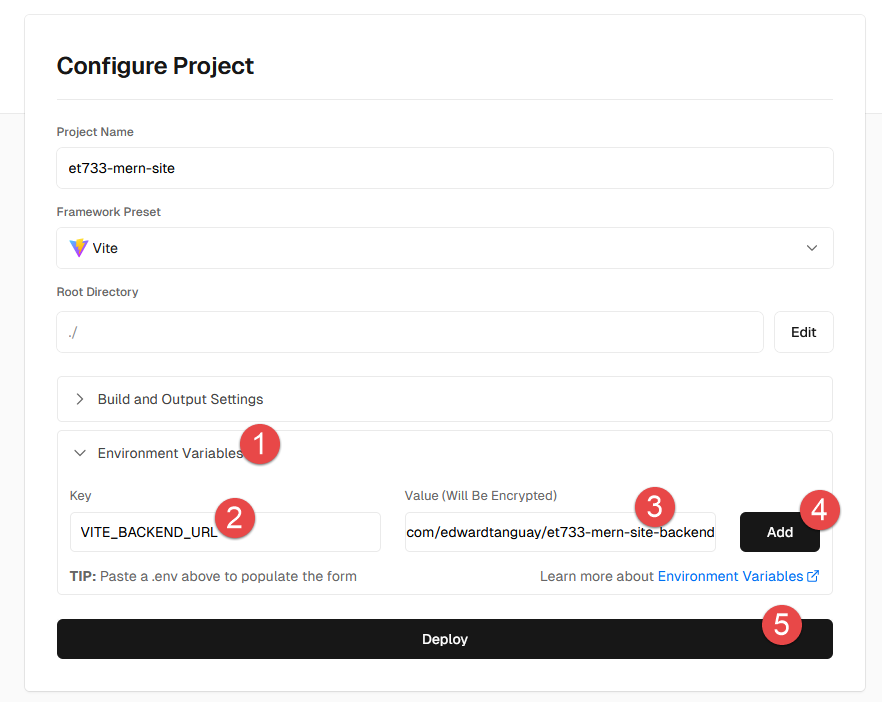 Configure Project
Project Name
et733-mern-site
Framework Preset
Vite
Root Directory
./
Edit
Build and Output Settings
Environment Variables 1
Key Value (Will Be Encrypted)
VITE_BACKEND_URL 2 com/edwardtanguay/et733-mern-site-backend 3 Add 4
TIP: Paste a .env above to populate the form Learn more about Environment Variables
Deploy 5